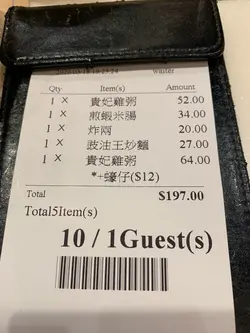 Waiter
Qty Item(s) Amount
1 × 貴妃雞粥 52.00
1 × 煎蝦米腸 34.00
1 × 炸兩 20.00
1 × 豉油王炒麵 27.00
1 × 貴妃雞粥 64.00
*+蠔仔($12)
Total $197.00
Total5Item(s)
10 / 1Guest(s)